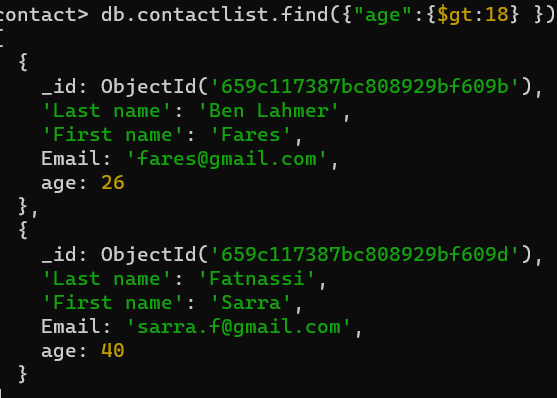 contact> db.contactlist.find({"age":{$gt:18} })
[
  {
    _id: ObjectId('659c117387bc808929bf609b'),
    'Last name': 'Ben Lahmer',
    'First name': 'Fares',
    Email: 'fares@gmail.com',
    age: 26
  },
  {
    _id: ObjectId('659c117387bc808929bf609d'),
    'Last name': 'Fatnassi',
    'First name': 'Sarra',
    Email: 'sarra.f@gmail.com',
    age: 40
  }